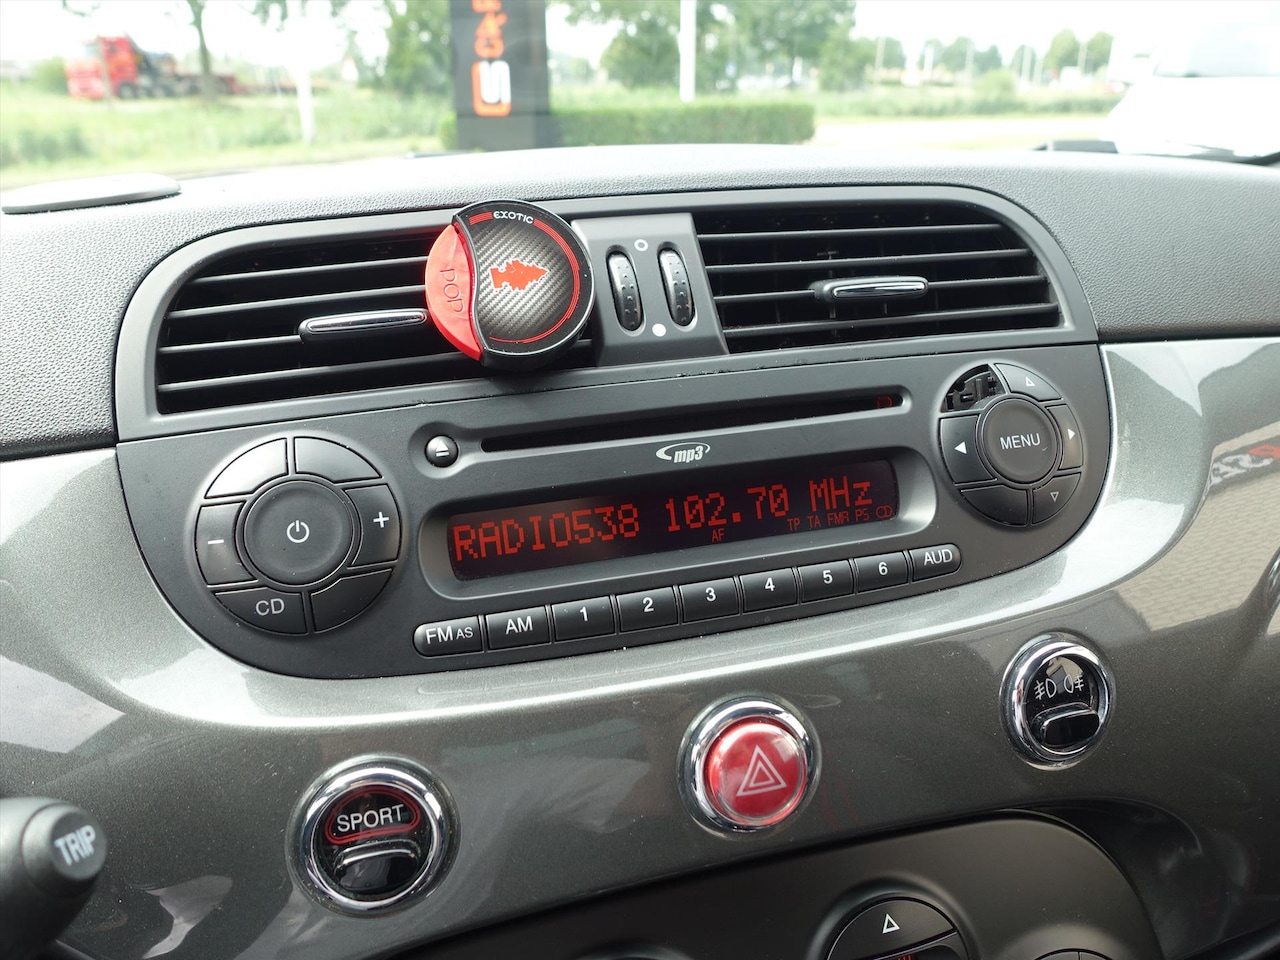 EXOTIC
pop
mp3
RADIO538 102.70 MHz
AF
TP TA FMA PS
MENU
−
+
CD
FM AS
AM
1
2
3
4
5
6
AUD
SPORT
TRIP